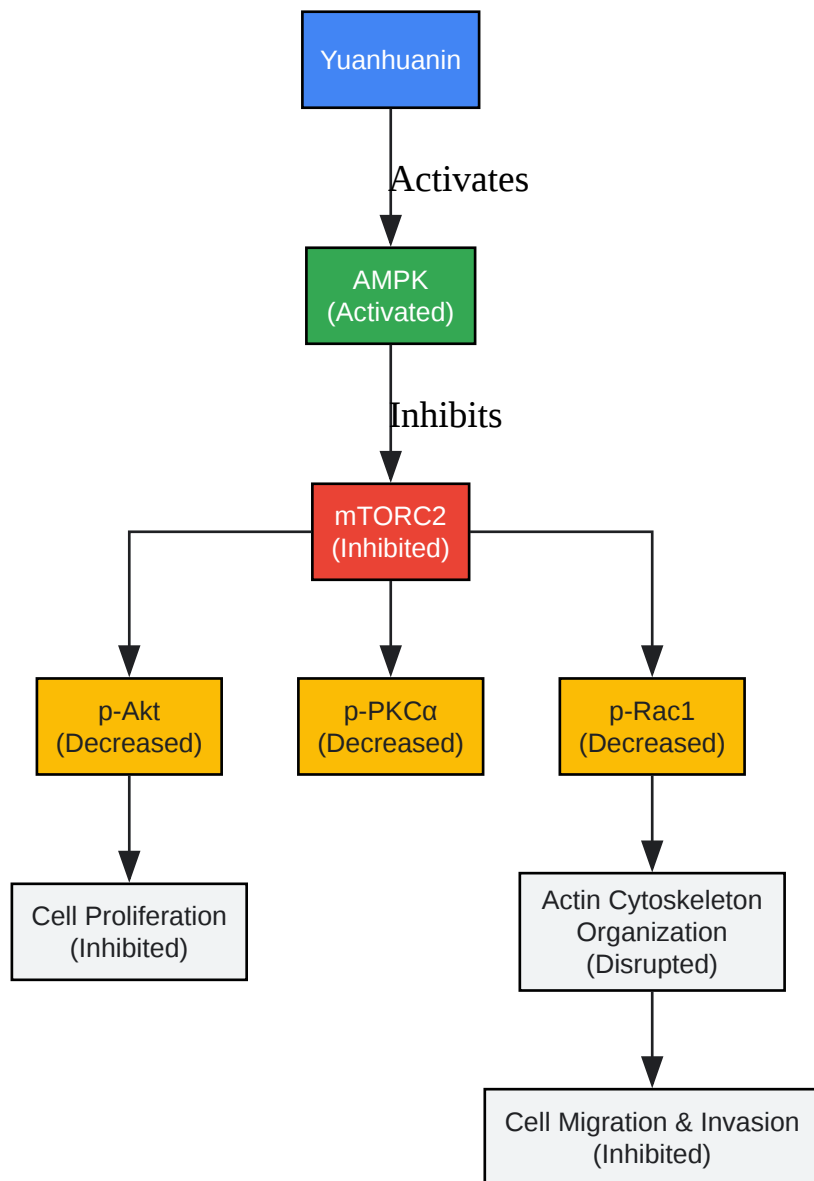 Yuanhuanin
Activates
AMPK
(Activated)
Inhibits
mTORC2
(Inhibited)
p-Akt
(Decreased)
p-PKCα
(Decreased)
p-Rac1
(Decreased)
Cell Proliferation
(Inhibited)
Actin Cytoskeleton
Organization
(Disrupted)
Cell Migration & Invasion
(Inhibited)